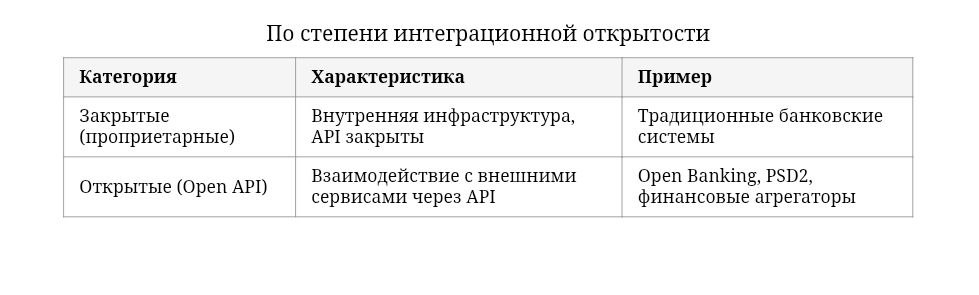 По степени интеграционной открытости
Категория
Характеристика
Пример
Закрытые
(проприетарные)
Внутренняя инфраструктура,
API закрыты
Традиционные банковские
системы
Открытые (Open API)
Взаимодействие с внешними
сервисами через API
Open Banking, PSD2,
финансовые агрегаторы